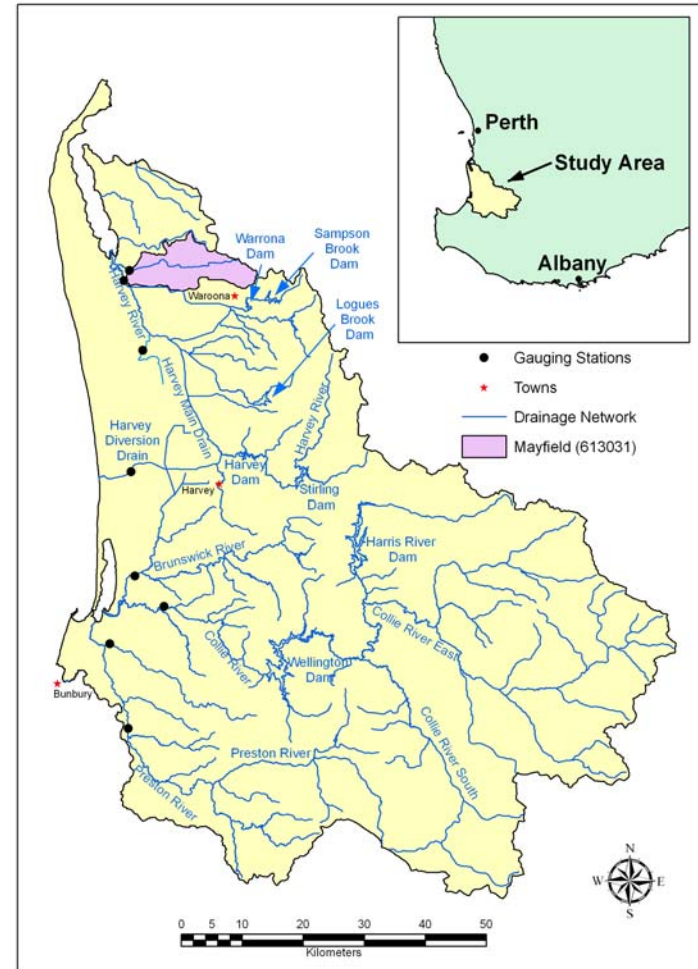 Perth
Study Area
Albany
Warrona
Dam
Sampson
Brook
Dam
Waroona
Logues
Brook
Dam
Harvey River
Gauging Stations
Towns
Drainage Network
Mayfield (613031)
Harvey Main Drain
Harvey River
Harvey
Diversion
Drain
Harvey
Dam
Harvey
Stirling
Dam
Harris River
Dam
Brunswick River
Collie River
Collie River East
Wellington
Dam
Bunbury
Preston River
Collie River South
Preston River
N
W
E
S
0 5 10 20 30 40 50
Kilometers